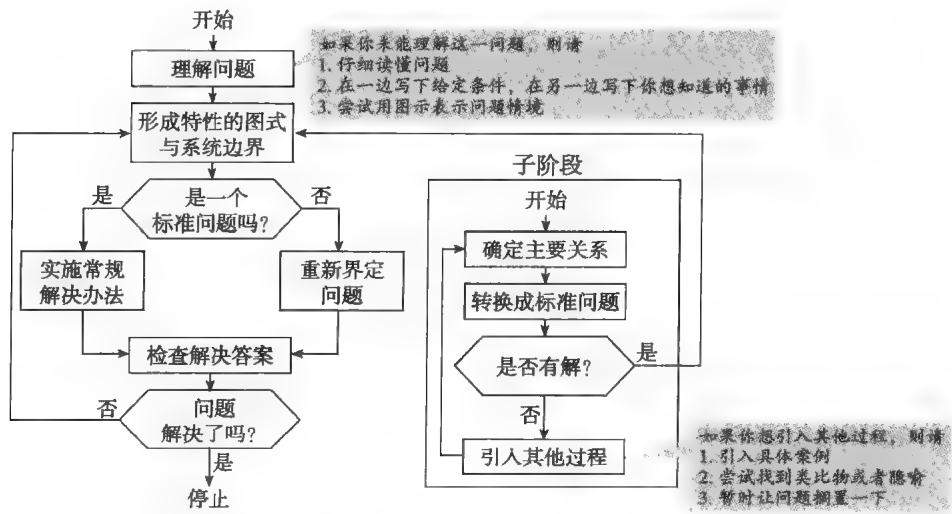 开始
理解问题
如果你未能理解这一问题，则请
1. 仔细读懂问题
2. 在一边写下给定条件，在另一边写下你想知道的事情
3. 尝试用图示表示问题情境
形成特性的图式
与系统边界
是
是一个
标准问题吗?
否
实施常规
解决办法
重新界定
问题
检查解决答案
否
问题
解决了吗?
是
停止
子阶段
开始
确定主要关系
转换成标准问题
是否有解?
是
否
引入其他过程
如果你想引入其他过程，则请
1. 引入具体案例
2. 尝试找到类比物或者隐喻
3. 暂时让问题搁置一下